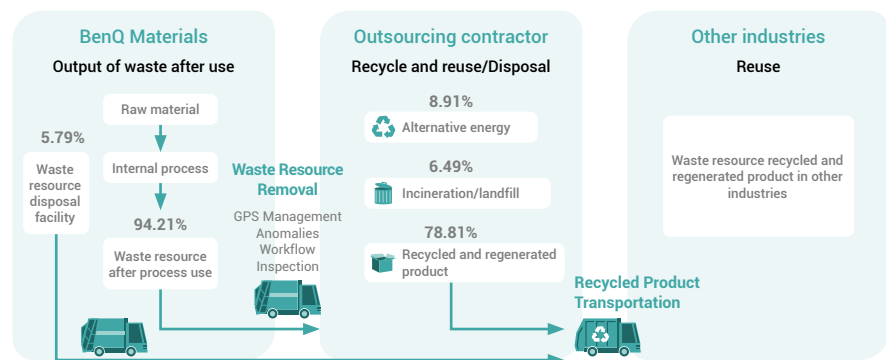 BenQ Materials
Output of waste after use
Raw material
5.79%
Internal process
Waste
resource
disposal
facility
94.21%
Waste resource
after process use
Waste Resource
Removal
GPS Management
Anomalies
Workflow
Inspection
Outsourcing contractor
Recycle and reuse/Disposal
8.91%
Alternative energy
6.49%
Incineration/landfill
78.81%
Recycled and regenerated
product
Recycled Product
Transportation
Other industries
Reuse
Waste resource recycled and
regenerated product in other
industries